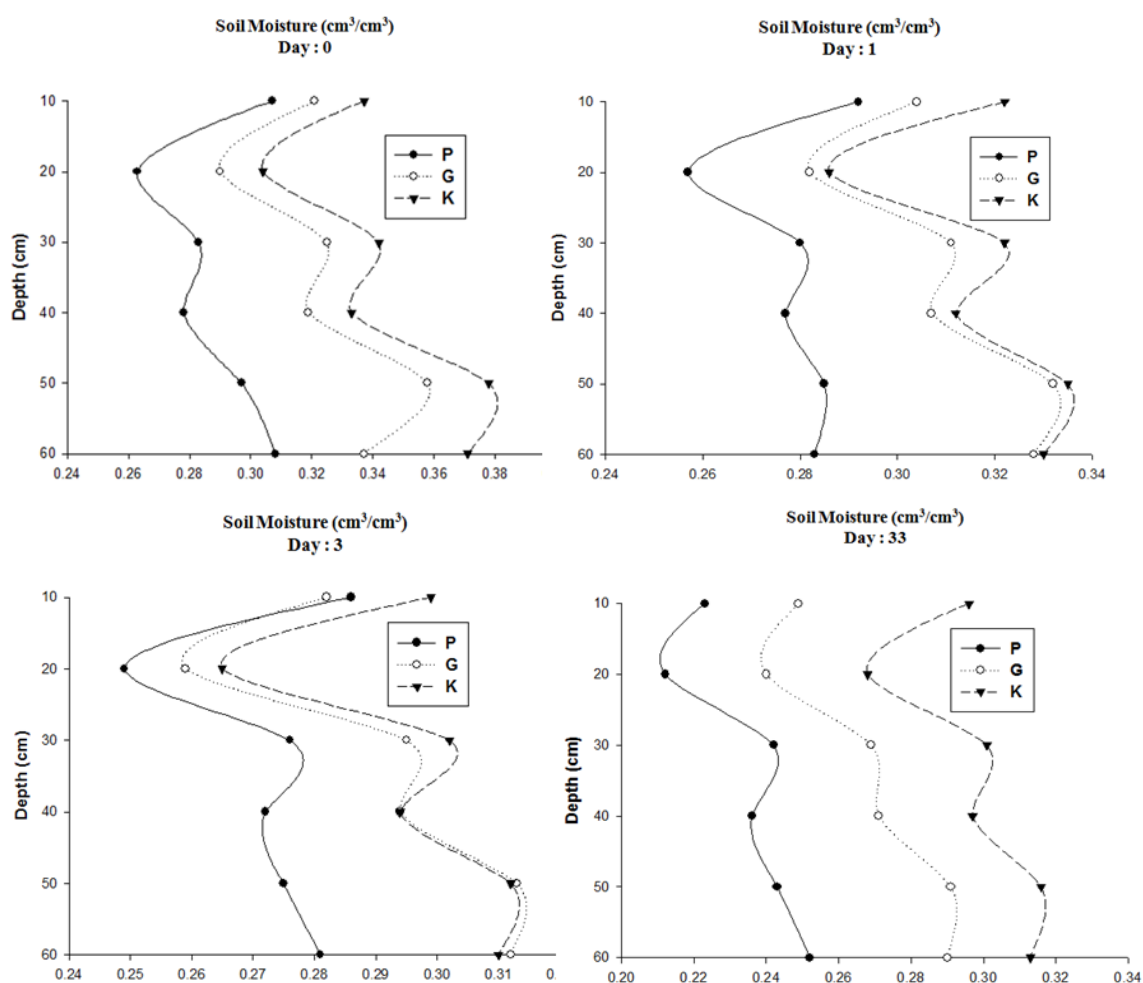 Soil Moisture (cm³/cm³)
Day : 0
10
20
30
40
50
60
Depth (cm)
P
G
K
0.24
0.26
0.28
0.30
0.32
0.34
0.36
0.38
Soil Moisture (cm³/cm³)
Day : 1
10
20
30
40
50
60
Depth (cm)
P
G
K
0.24
0.26
0.28
0.30
0.32
0.34
Soil Moisture (cm³/cm³)
Day : 3
10
20
30
40
50
60
Depth (cm)
P
G
K
0.24
0.25
0.26
0.27
0.28
0.29
0.30
0.31
0.
Soil Moisture (cm³/cm³)
Day : 33
10
20
30
40
50
60
Depth (cm)
P
G
K
0.20
0.22
0.24
0.26
0.28
0.30
0.32
0.34